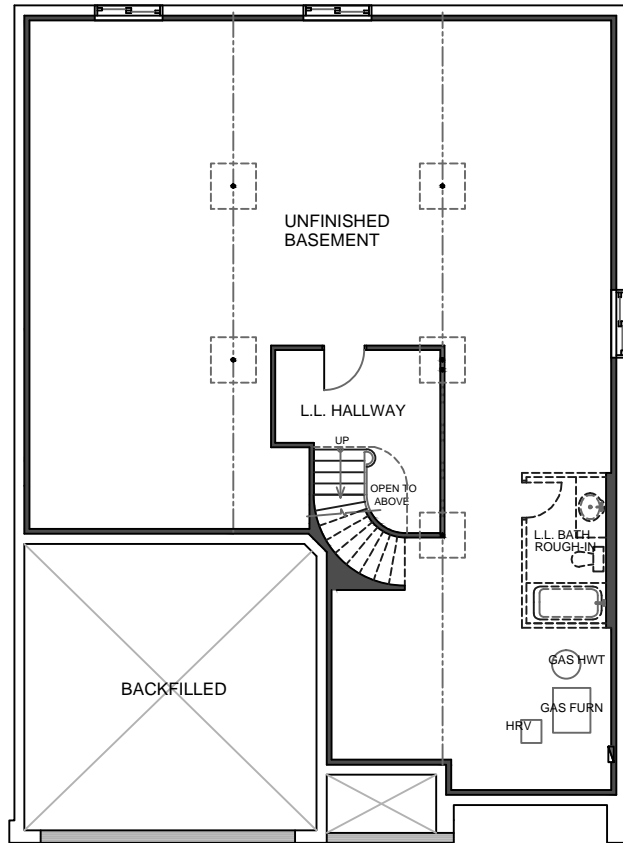 UNFINISHED
BASEMENT
L.L. HALLWAY
UP
OPEN TO
ABOVE
L.L. BATH
ROUGH-IN
BACKFILLED
GAS HWT
GAS FURN
HRV